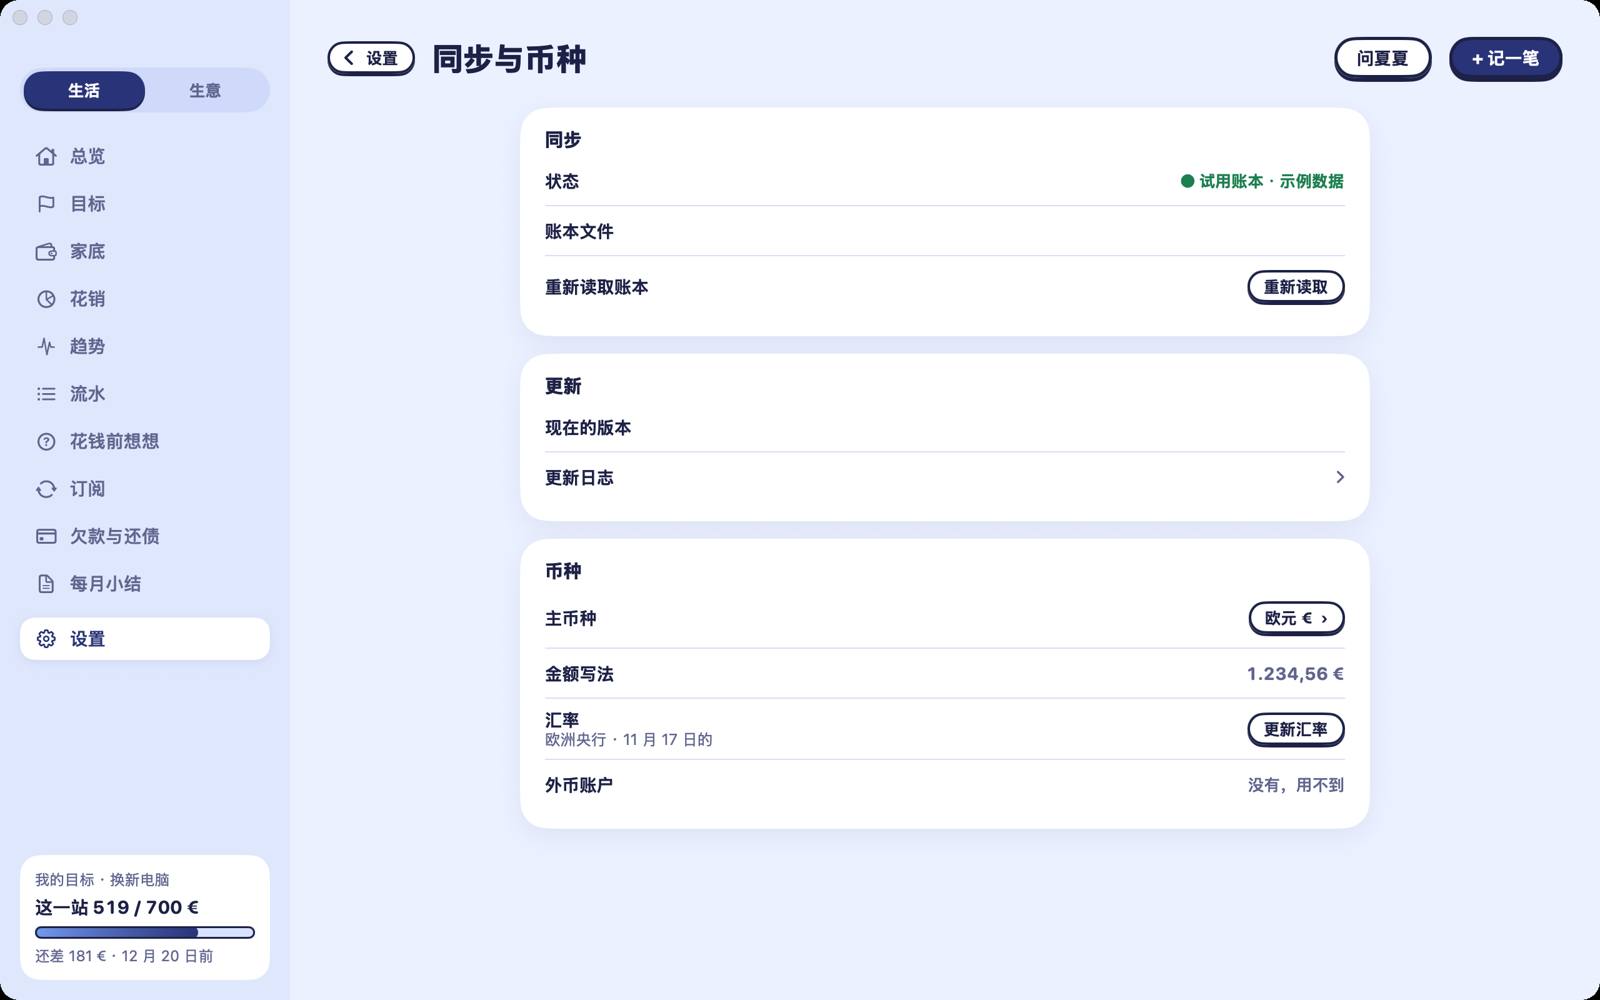 生活
生意
总览
目标
家底
花销
趋势
流水
花钱前想想
订阅
欠款与还债
每月小结
设置
我的目标 · 换新电脑
这一站 519 / 700 €
还差 181 € · 12 月 20 日前
设置
同步与币种
问夏夏
+ 记一笔
同步
状态
试用账本 · 示例数据
账本文件
重新读取账本
重新读取
更新
现在的版本
更新日志
币种
主币种
欧元 € ›
金额写法
1.234,56 €
汇率
欧洲央行 · 11 月 17 日的
更新汇率
外币账户
没有，用不到